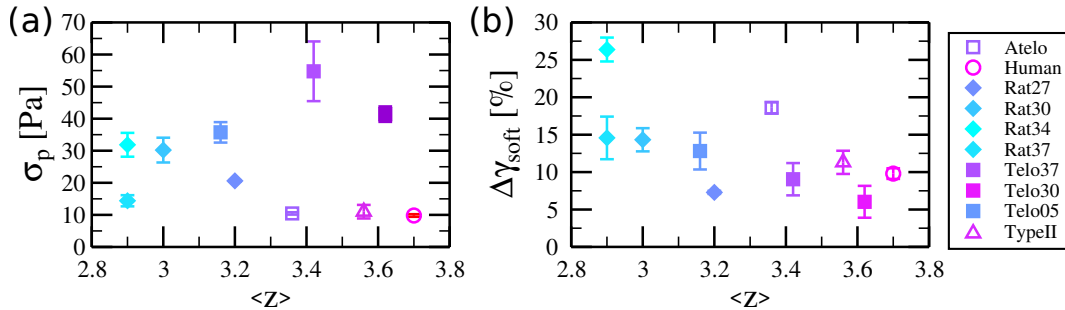 (a)
σp [Pa]
70
60
50
40
30
20
10
0
2.8 3 3.2 3.4 3.6 3.8
<z>
(b)
Δγsoft [%]
30
25
20
15
10
5
0
2.8 3 3.2 3.4 3.6 3.8
<z>
Atelo
Human
Rat27
Rat30
Rat34
Rat37
Telo37
Telo30
Telo05
TypeII